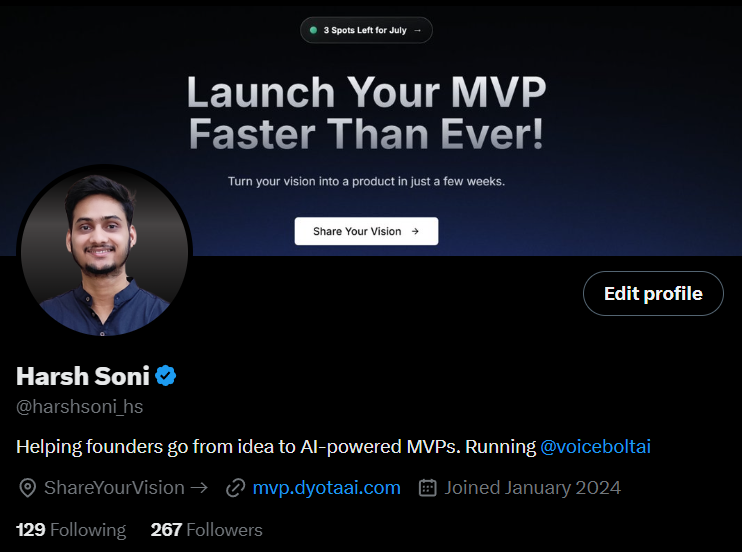 3 Spots Left for July →
Launch Your MVP
Faster Than Ever!
Turn your vision into a product in just a few weeks.
Share Your Vision →
Edit profile
Harsh Soni
@harshsoni_hs
Helping founders go from idea to AI-powered MVPs. Running @voiceboltai
ShareYourVision → mvp.dyotaai.com Joined January 2024
129 Following 267 Followers